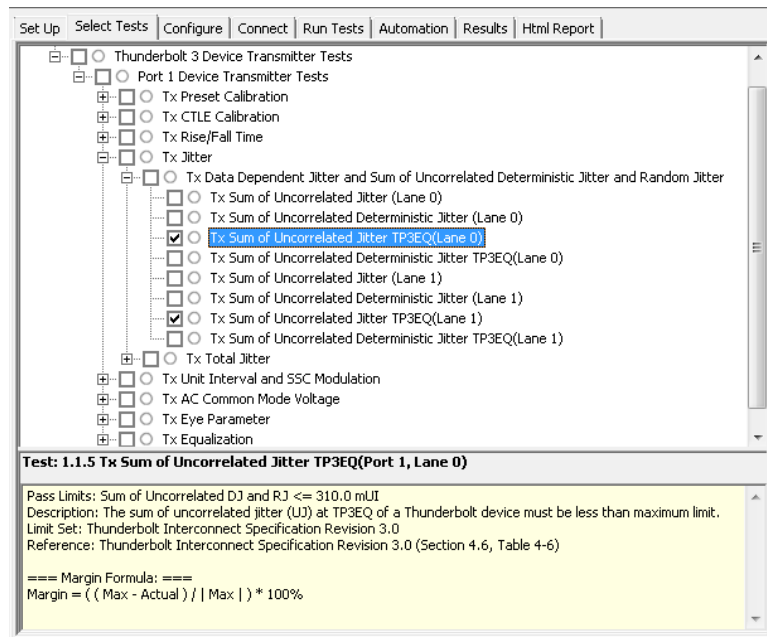 Set Up Select Tests Configure Connect Run Tests Automation Results Html Report
Thunderbolt 3 Device Transmitter Tests
Port 1 Device Transmitter Tests
Tx Preset Calibration
Tx CTLE Calibration
Tx Rise/Fall Time
Tx Jitter
Tx Data Dependent Jitter and Sum of Uncorrelated Deterministic Jitter and Random Jitter
Tx Sum of Uncorrelated Jitter (Lane 0)
Tx Sum of Uncorrelated Deterministic Jitter (Lane 0)
Tx Sum of Uncorrelated Jitter TP3EQ(Lane 0)
Tx Sum of Uncorrelated Deterministic Jitter TP3EQ(Lane 0)
Tx Sum of Uncorrelated Jitter (Lane 1)
Tx Sum of Uncorrelated Deterministic Jitter (Lane 1)
Tx Sum of Uncorrelated Jitter TP3EQ(Lane 1)
Tx Sum of Uncorrelated Deterministic Jitter TP3EQ(Lane 1)
Tx Total Jitter
Tx Unit Interval and SSC Modulation
Tx AC Common Mode Voltage
Tx Eye Parameter
Tx Equalization
Test: 1.1.5 Tx Sum of Uncorrelated Jitter TP3EQ(Port 1, Lane 0)
Pass Limits: Sum of Uncorrelated DJ and RJ <= 310.0 mUI
Description: The sum of uncorrelated jitter (UJ) at TP3EQ of a Thunderbolt device must be less than maximum limit.
Limit Set: Thunderbolt Interconnect Specification Revision 3.0
Reference: Thunderbolt Interconnect Specification Revision 3.0 (Section 4.6, Table 4-6)
=== Margin Formula: ===
Margin = ( ( Max - Actual ) / | Max | ) * 100%